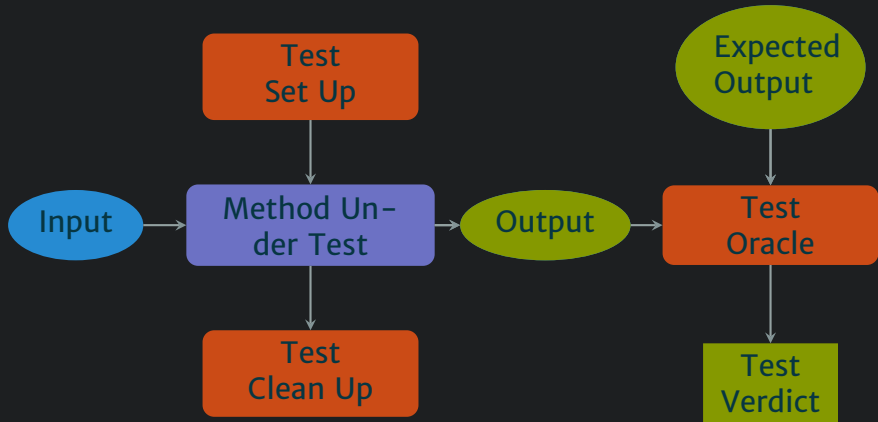 Test
Set Up
Expected
Output
Input
Method Un-
der Test
Output
Test
Oracle
Test
Clean Up
Test
Verdict